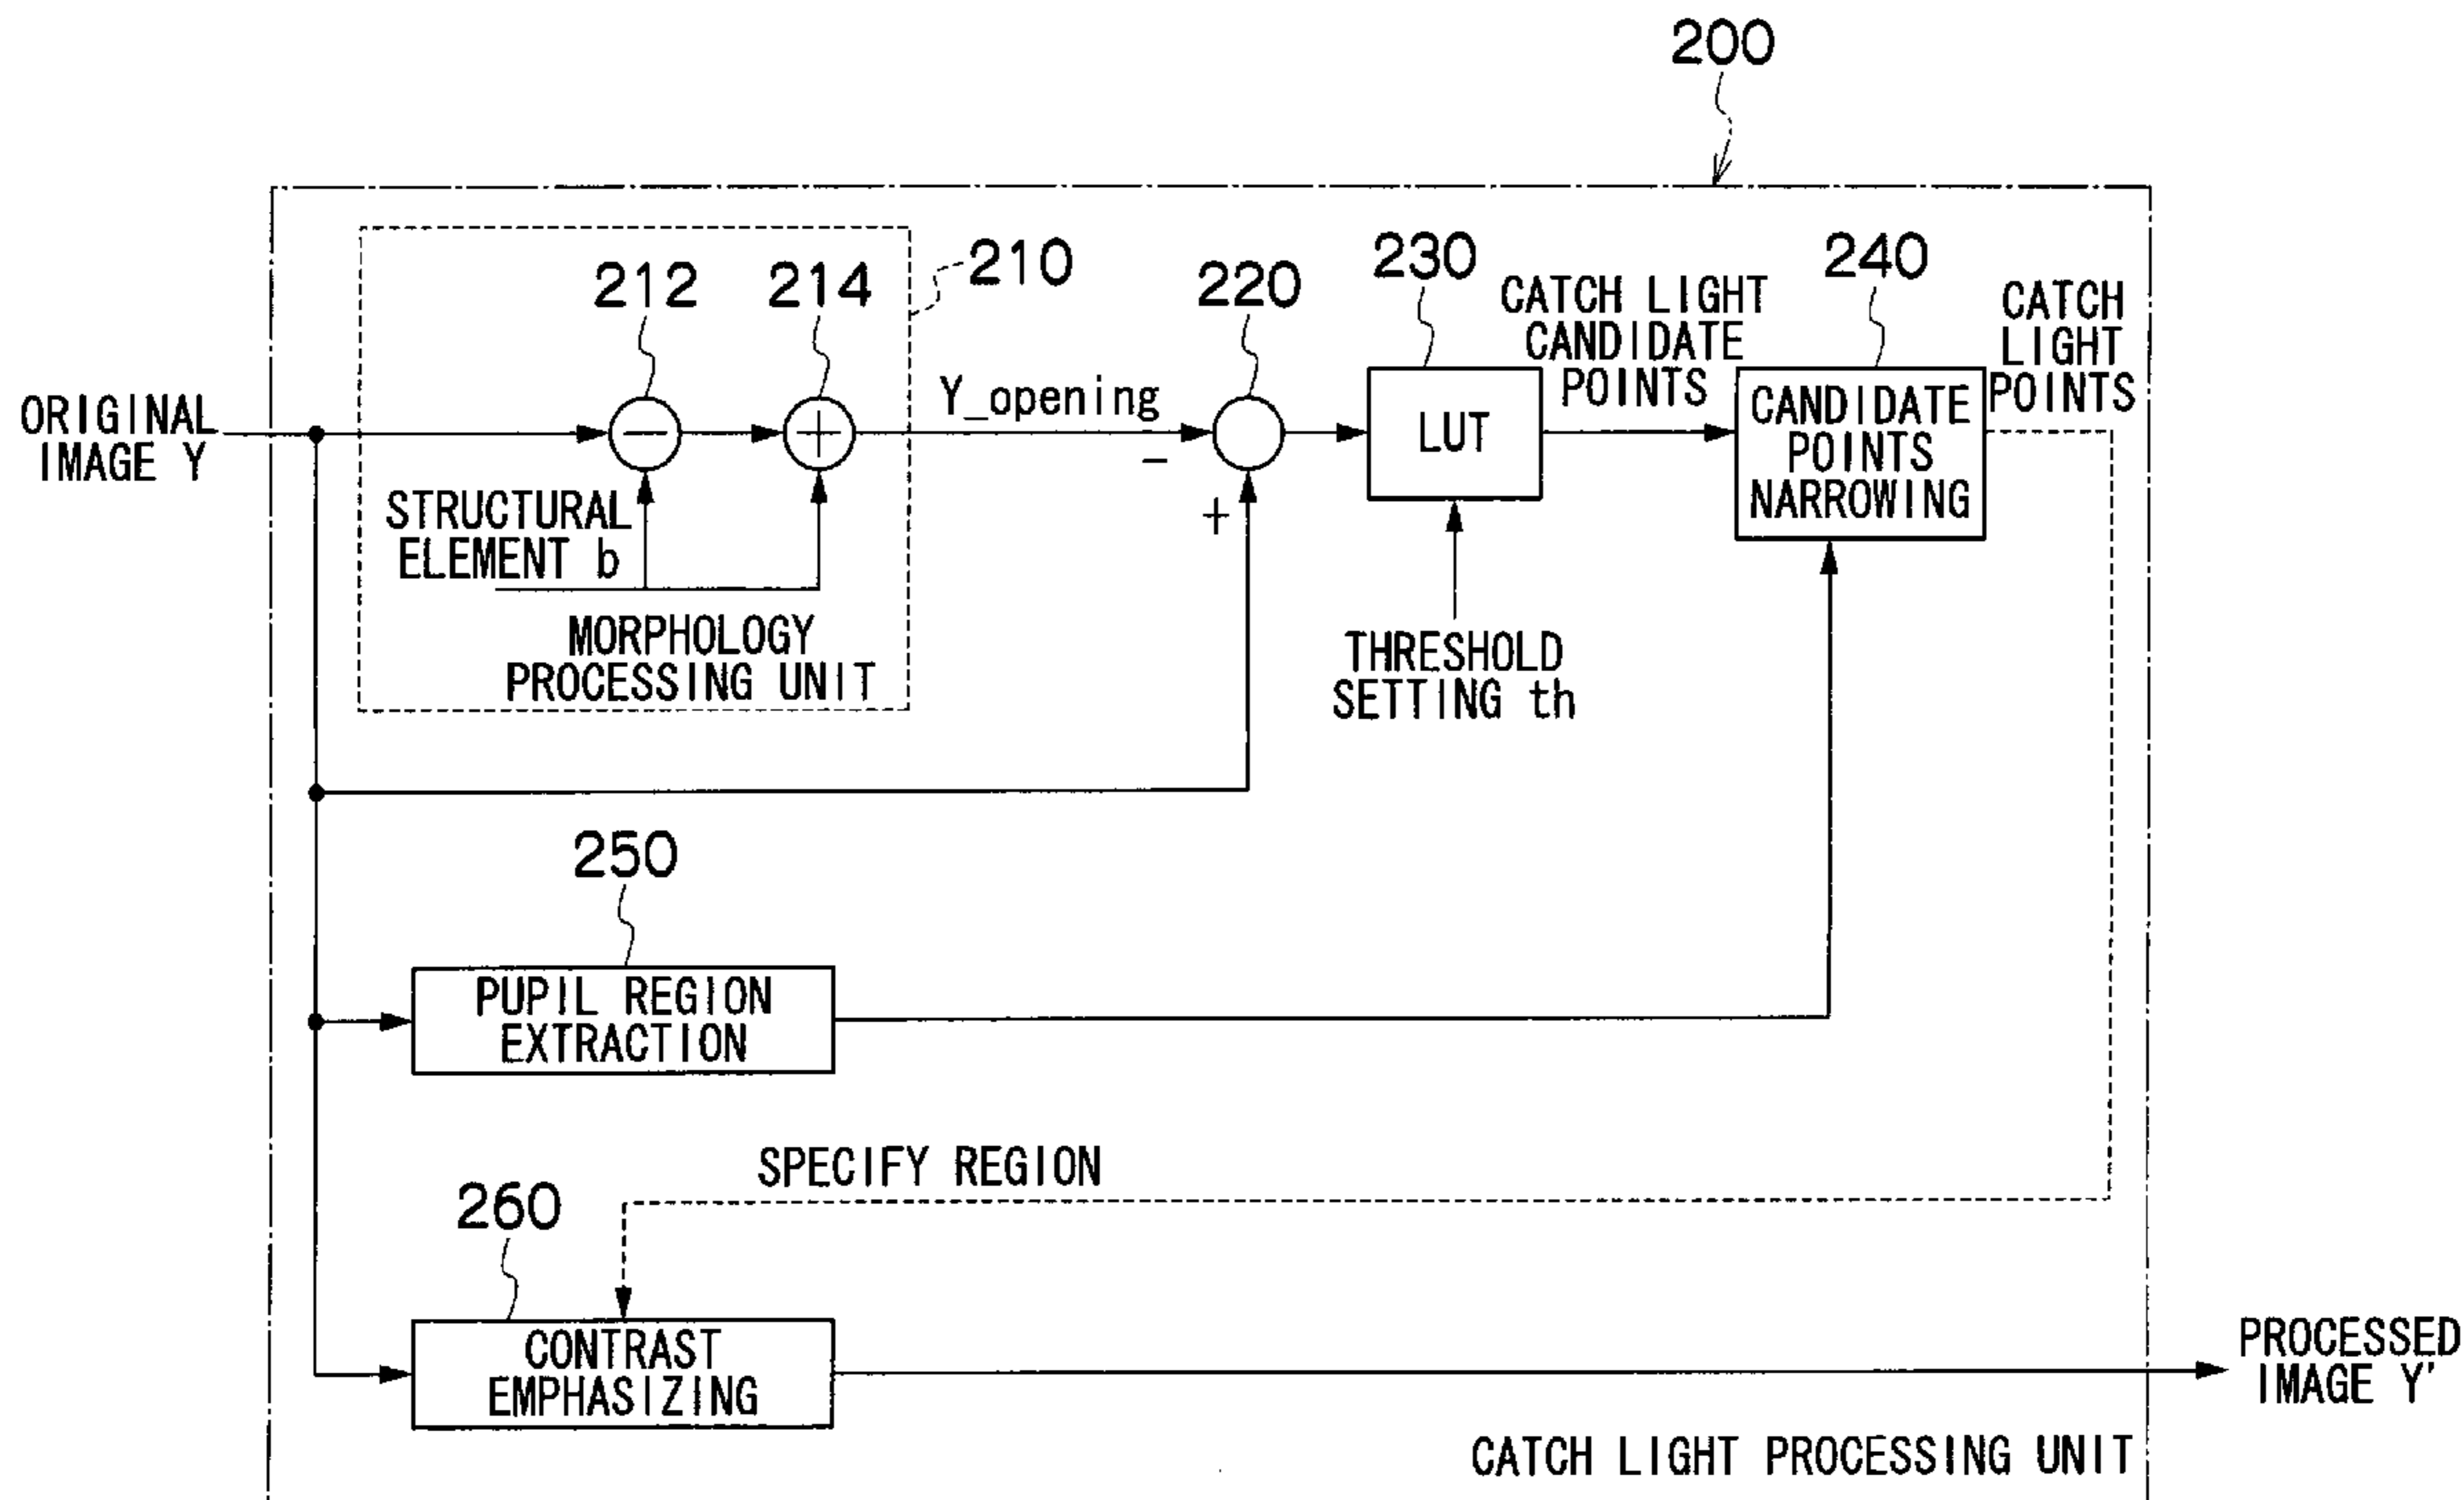 200
210
212
214
220
230
240
CATCH LIGHT
CANDIDATE
POINTS
CATCH
LIGHT
POINTS
ORIGINAL
IMAGE Y
−
+
Y_opening
−
+
LUT
CANDIDATE
POINTS
NARROWING
STRUCTURAL
ELEMENT b
MORPHOLOGY
PROCESSING UNIT
THRESHOLD
SETTING th
250
PUPIL REGION
EXTRACTION
SPECIFY REGION
260
CONTRAST
EMPHASIZING
PROCESSED
IMAGE Y'
CATCH LIGHT PROCESSING UNIT